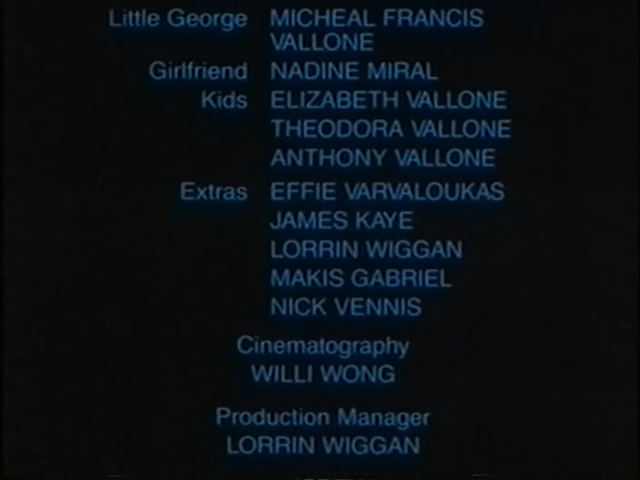 Little George MICHEAL FRANCIS
VALLONE
Girlfriend NADINE MIRAL
Kids ELIZABETH VALLONE
THEODORA VALLONE
ANTHONY VALLONE
Extras EFFIE VARVALOUKAS
JAMES KAYE
LORRIN WIGGAN
MAKIS GABRIEL
NICK VENNIS
Cinematography
WILLI WONG
Production Manager
LORRIN WIGGAN